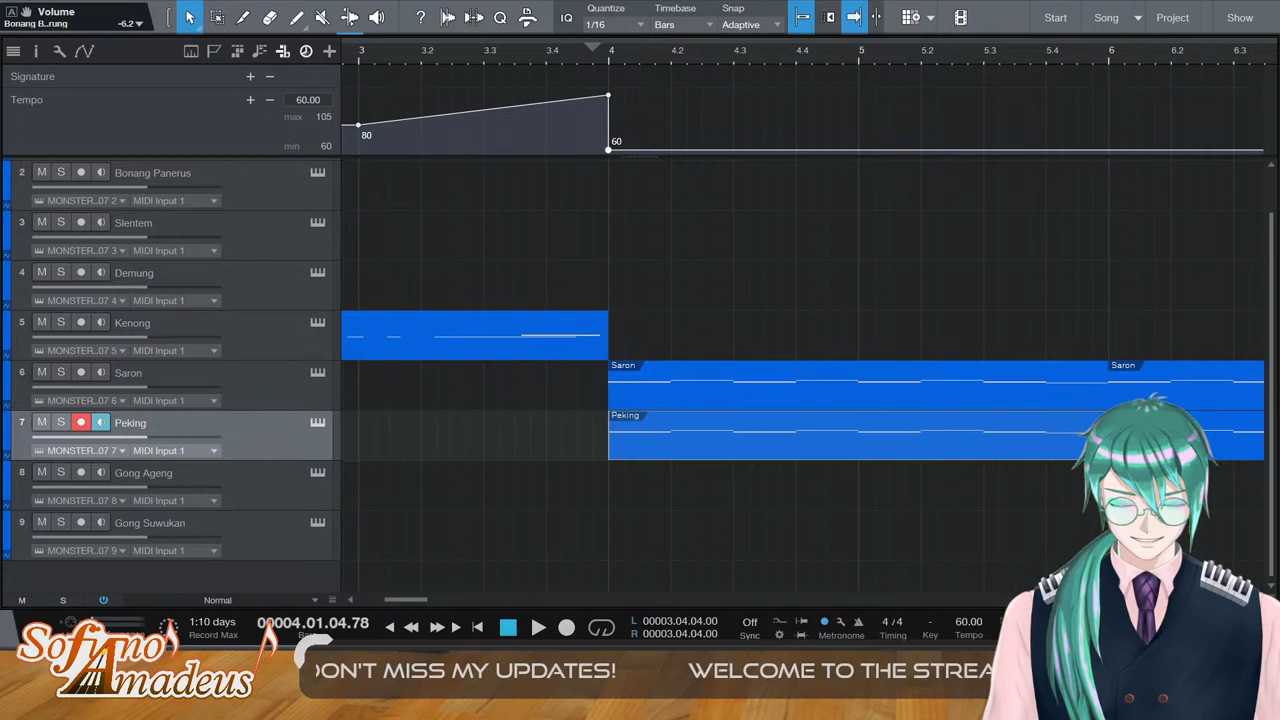 Volume
Bonang B..rung -6.2
IQ
Quantize
1/16
Timebase
Bars
Snap
Adaptive
Start
Song
Project
Show
3 3.2 3.3 3.4 4 4.2 4.3 4.4 5 5.2 5.3 5.4 6 6.2 6.3
Signature
Tempo
60.00
max 105
min 60
80
60
2 M S Bonang Panerus
MONSTER..07 2 MIDI Input 1
3 M S Slentem
MONSTER..07 3 MIDI Input 1
4 M S Demung
MONSTER..07 4 MIDI Input 1
5 M S Kenong
MONSTER..07 5 MIDI Input 1
6 M S Saron
MONSTER..07 6 MIDI Input 1
Saron
Saron
7 M S Peking
MONSTER..07 7 MIDI Input 1
Peking
8 M S Gong Ageng
MONSTER..07 8 MIDI Input 1
9 M S Gong Suwukan
MONSTER..07 9 MIDI Input 1
M S Normal
1:10 days
Record Max
00004.01.04.78
L 00003.04.04.00
R 00003.04.04.00
Off
Sync
Metronome
Timing
4 / 4
-
Key
60.00
Tempo
Sofiano
Amadeus
DON'T MISS MY UPDATES!
WELCOME TO THE STREA